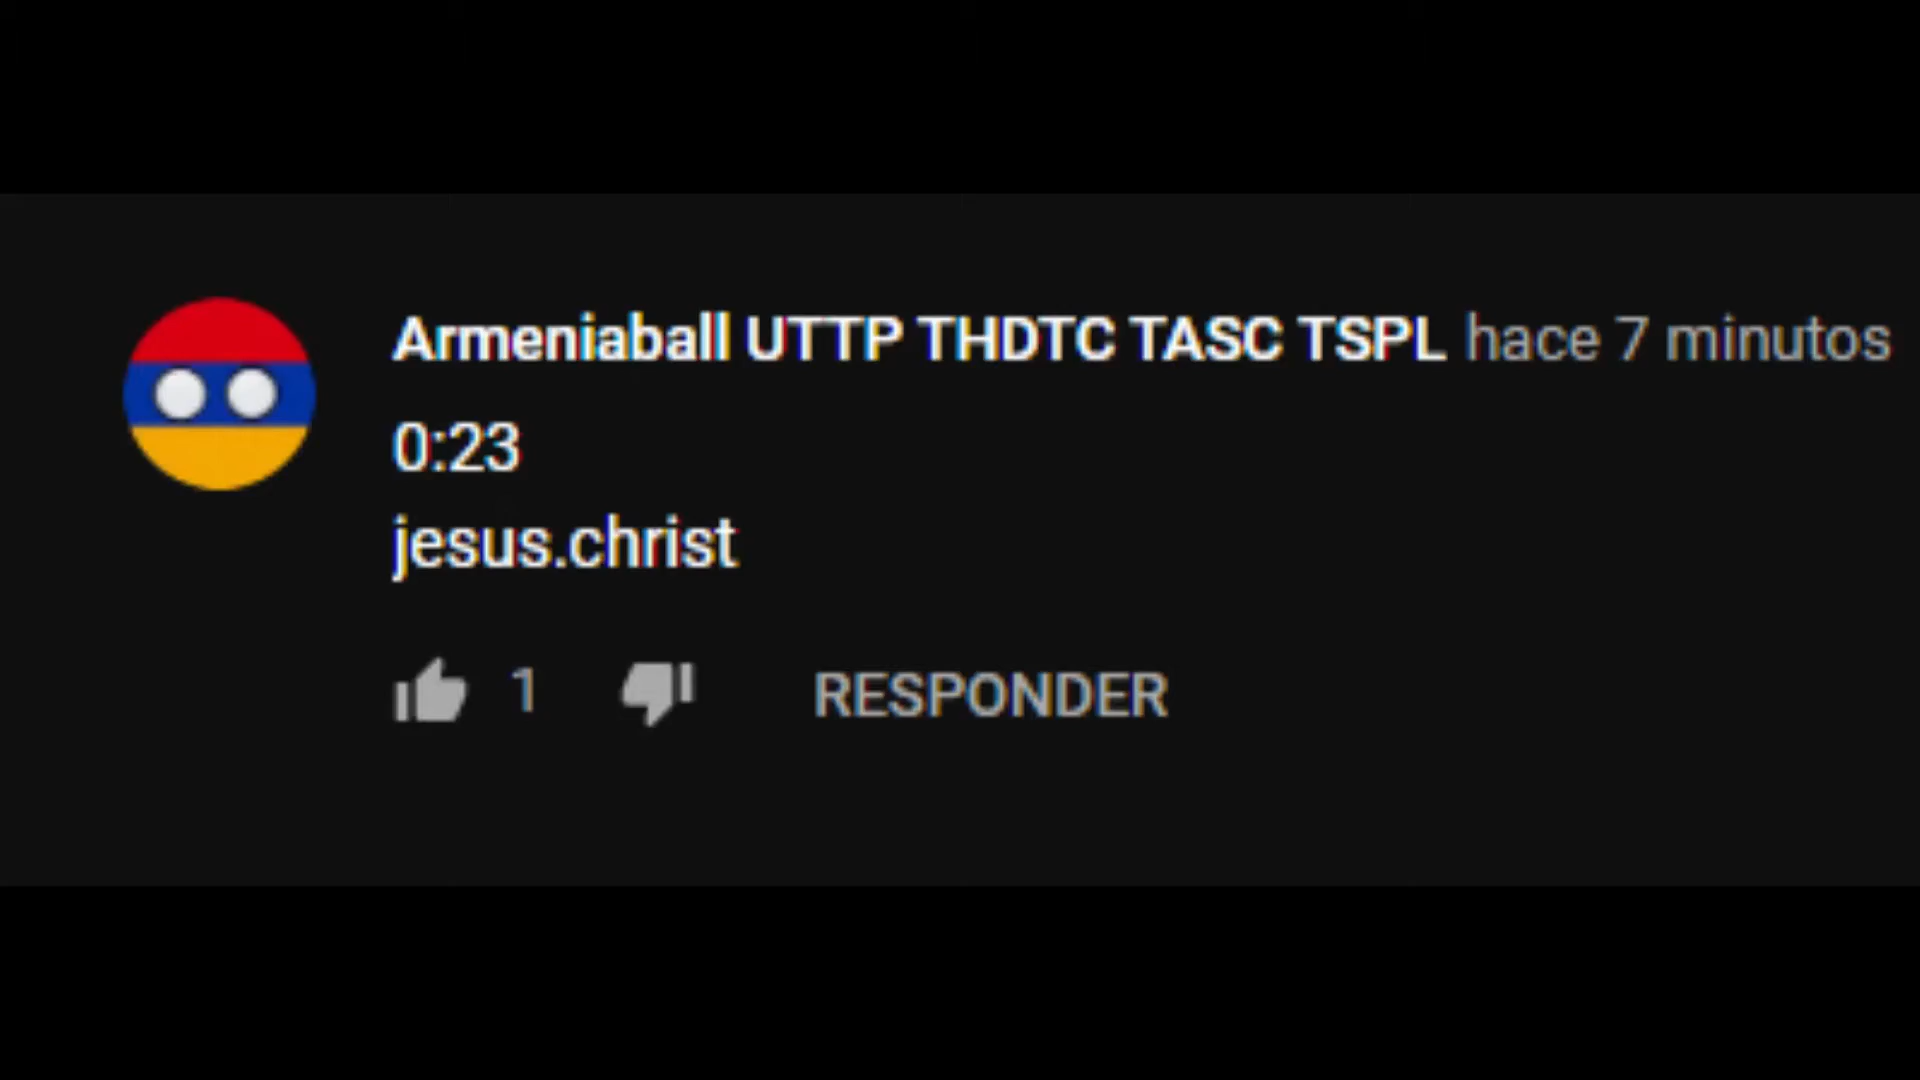 Armeniaball UTTP THDTC TASC TSPL hace 7 minutos
0:23
jesus.christ
1 RESPONDER